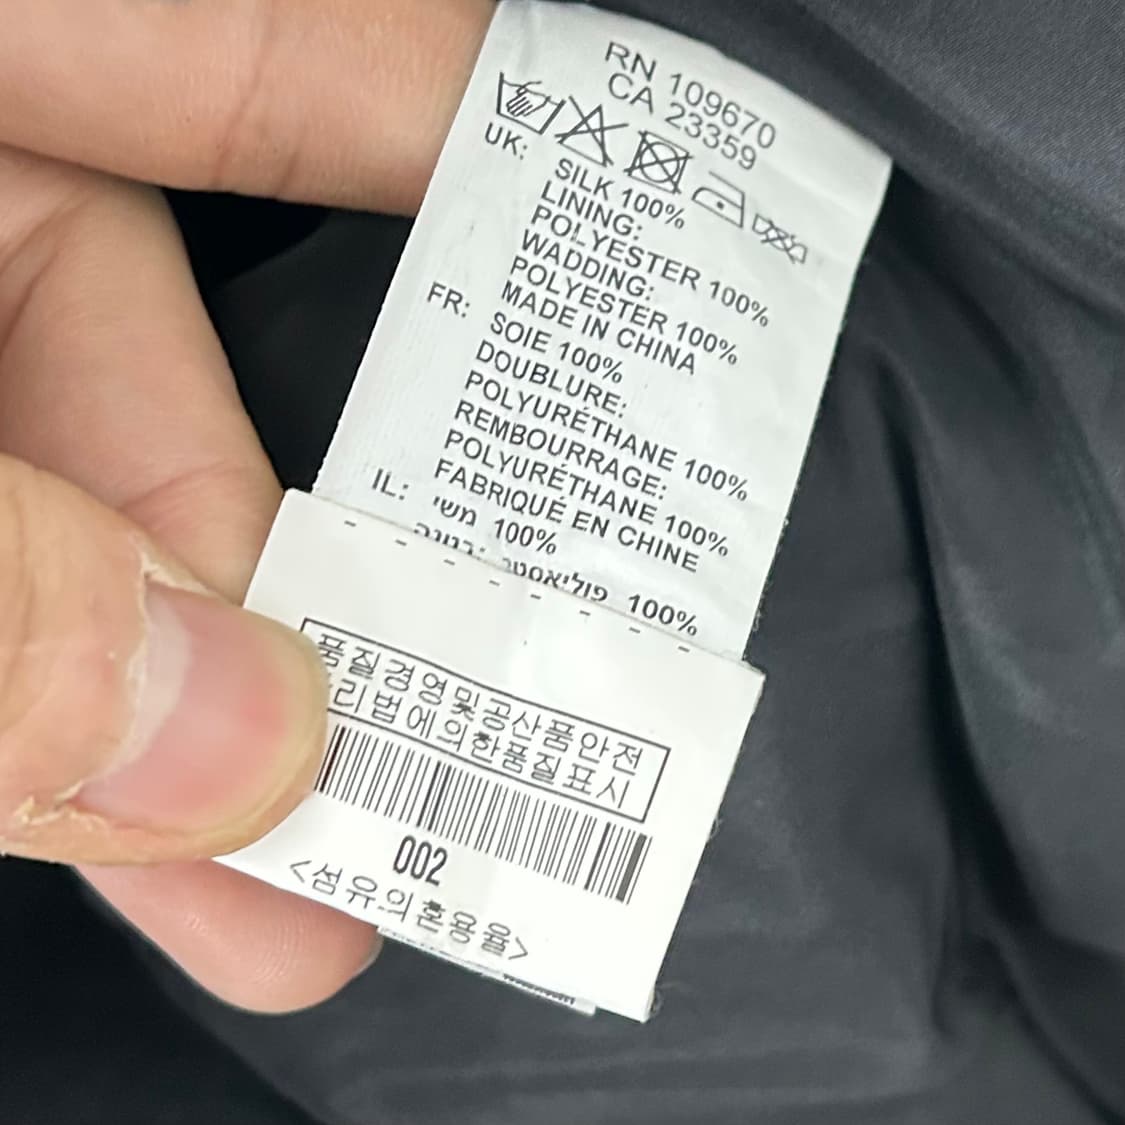 RN 109670
CA 23359
UK: SILK 100%
LINING:
POLYESTER 100%
WADDING:
POLYESTER 100%
MADE IN CHINA
FR: SOIE 100%
DOUBLURE:
POLYURÉTHANE 100%
REMBOURRAGE:
POLYURÉTHANE 100%
FABRIQUÉ EN CHINE
IL: משי 100%
פוליאסטר 100%
품질경영및공산품안전
리법에의한품질표시
002
<섬유의혼용율>